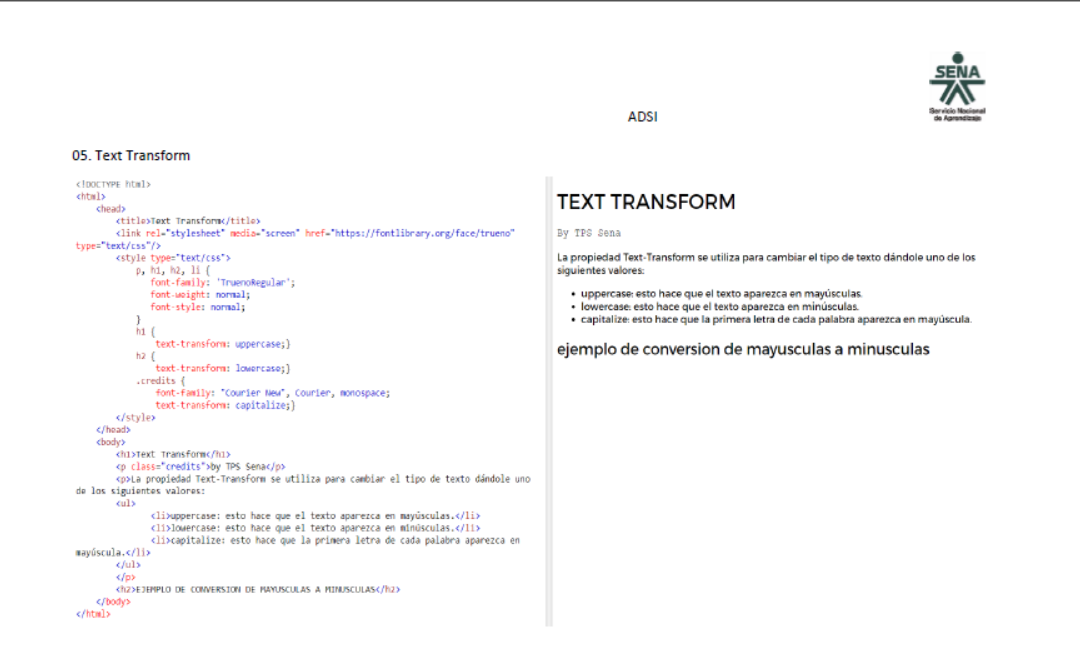 SENA
Servicio Nacional
de Aprendizaje
ADSI
05. Text Transform
<!DOCTYPE html>
<html>
<head>
<title>Text Transform</title>
<link rel="stylesheet" media="screen" href="https://fontlibrary.org/face/trueno"
type="text/css"/>
<style type="text/css">
p, h1, h2, li {
font-family: 'TruenoRegular';
font-weight: normal;
font-style: normal;
}
h1 {
text-transform: uppercase;}
h2 {
text-transform: lowercase;}
.credits {
font-family: "Courier New", Courier, monospace;
text-transform: capitalize;}
</style>
</head>
<body>
<h1>Text Transform</h1>
<p class="credits">by TPS Sena</p>
<p>La propiedad Text-Transform se utiliza para cambiar el tipo de texto dándole uno
de los siguientes valores:
<ul>
<li>uppercase: esto hace que el texto aparezca en mayúsculas.</li>
<li>lowercase: esto hace que el texto aparezca en minúsculas.</li>
<li>capitalize: esto hace que la primera letra de cada palabra aparezca en
mayúscula.</li>
</ul>
</p>
<h2>EJEMPLO DE CONVERSION DE MAYUSCULAS A MINUSCULAS</h2>
</body>
</html>
TEXT TRANSFORM
By TPS Sena
La propiedad Text-Transform se utiliza para cambiar el tipo de texto dándole uno de los
siguientes valores:
• uppercase: esto hace que el texto aparezca en mayúsculas.
• lowercase: esto hace que el texto aparezca en minúsculas.
• capitalize: esto hace que la primera letra de cada palabra aparezca en mayúscula.
ejemplo de conversion de mayusculas a minusculas